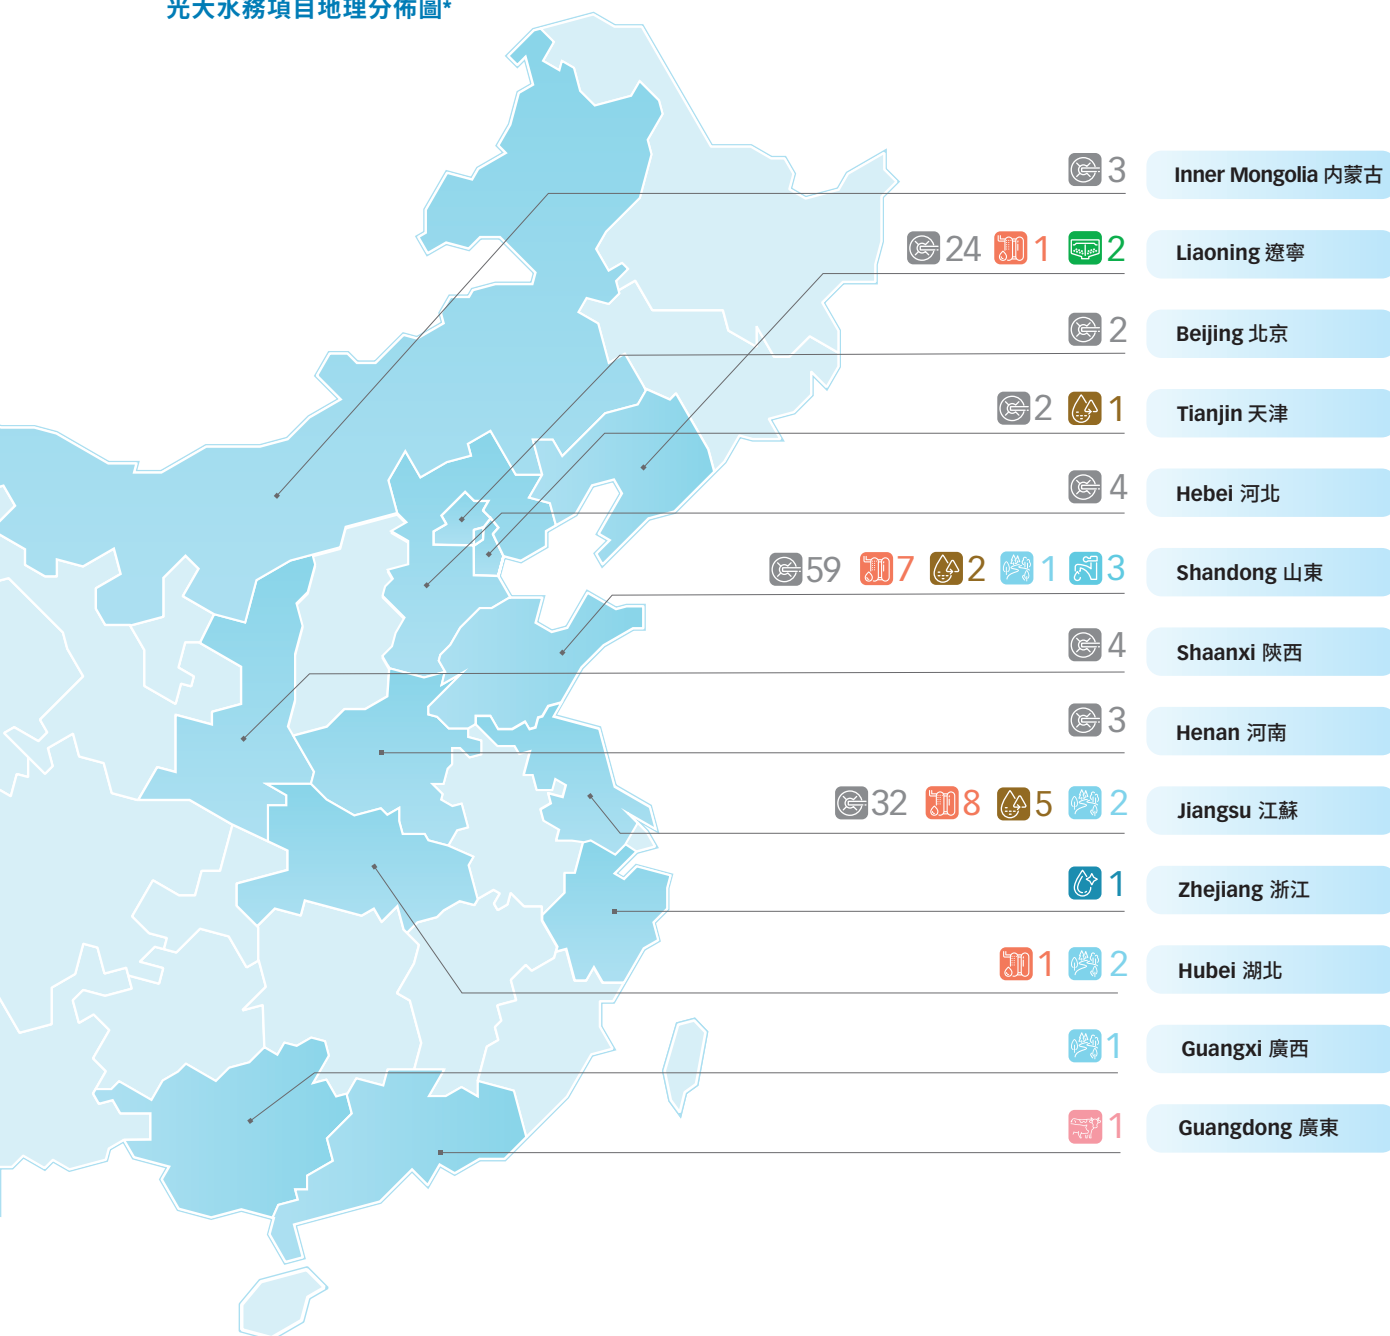 光大水務項目地理分佈圖*
3 Inner Mongolia 内蒙古
24 1 2 Liaoning 遼寧
2 Beijing 北京
2 1 Tianjin 天津
4 Hebei 河北
59 7 2 1 3 Shandong 山東
4 Shaanxi 陝西
3 Henan 河南
32 8 5 2 Jiangsu 江蘇
1 Zhejiang 浙江
1 2 Hubei 湖北
1 Guangxi 廣西
1 Guangdong 廣東